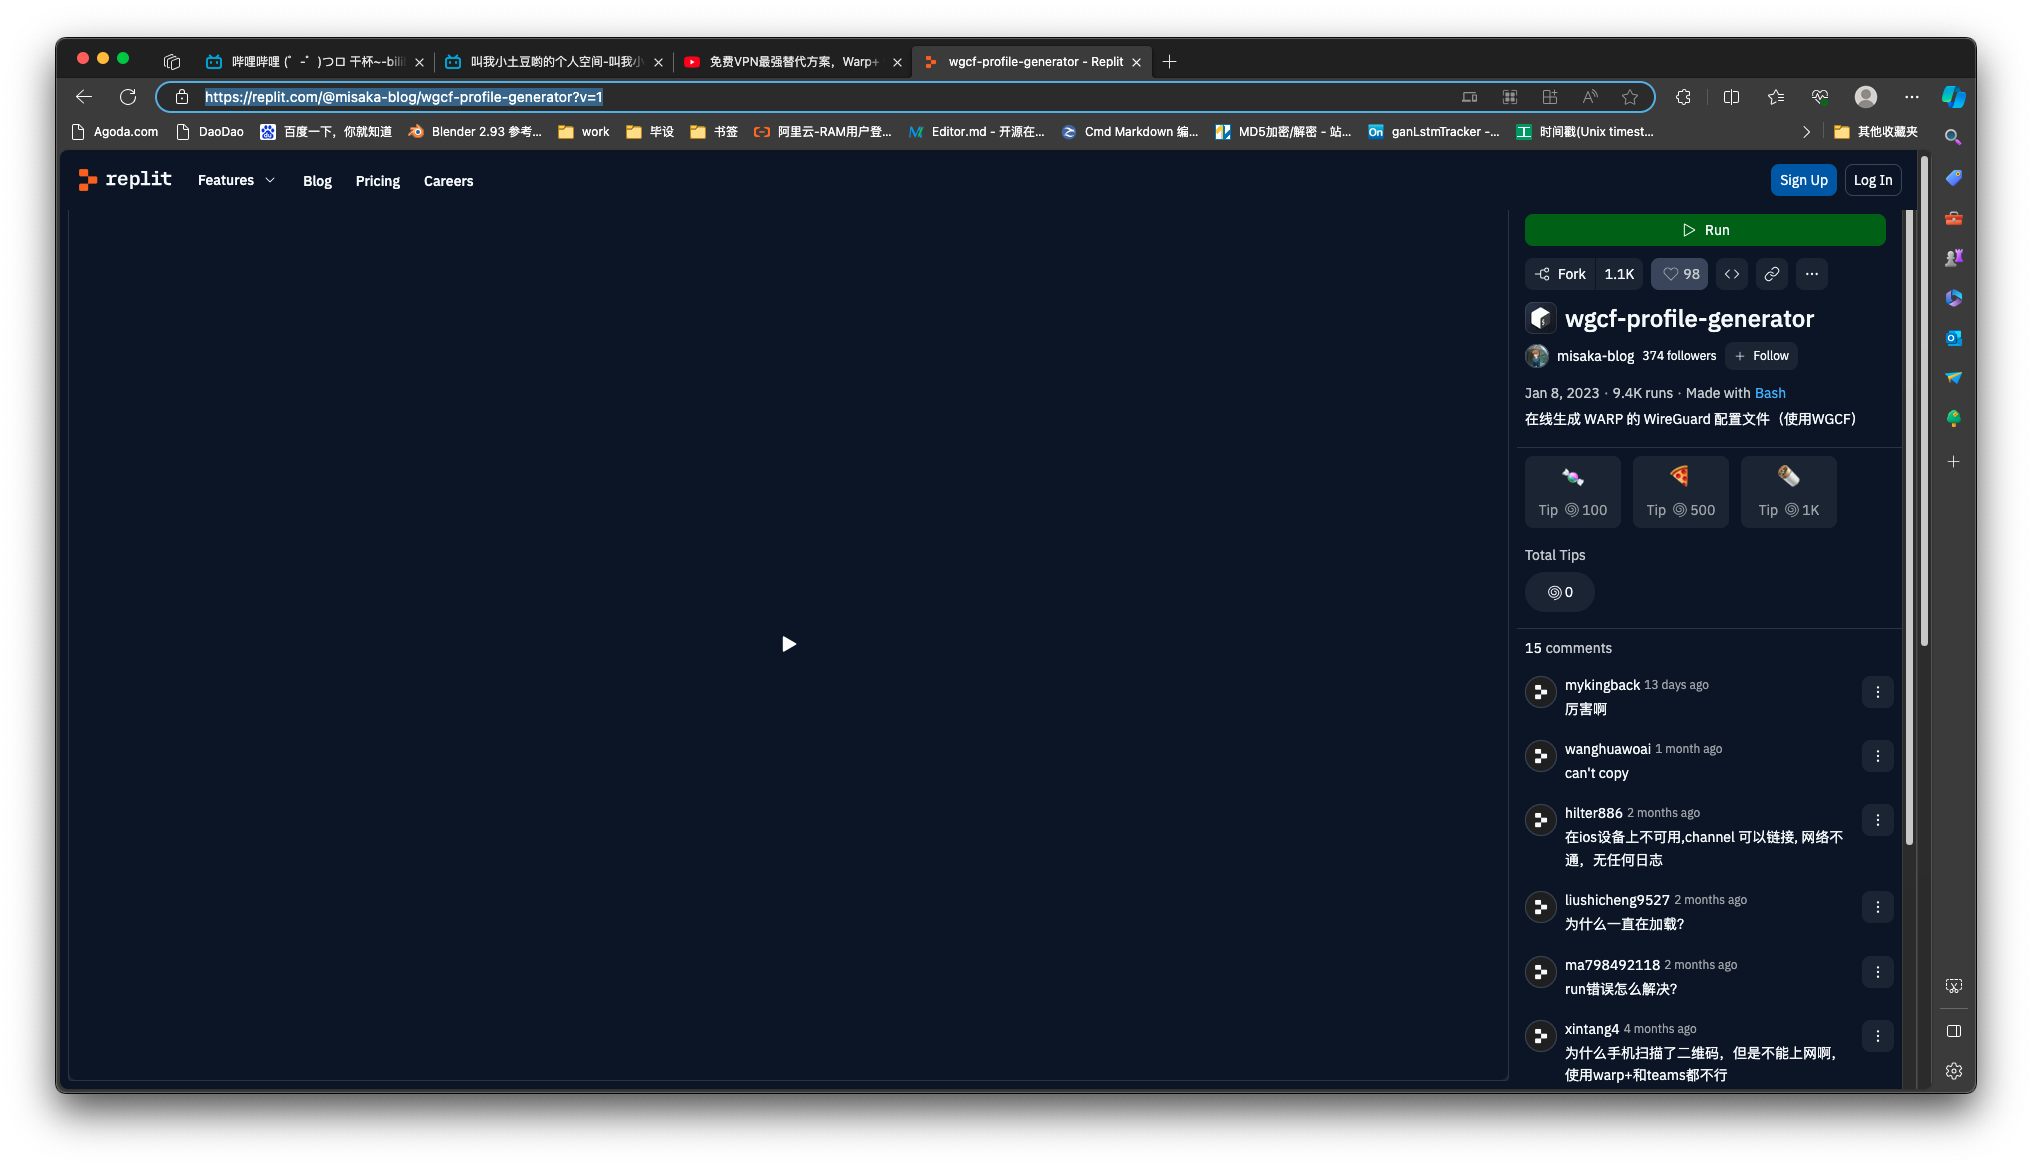 哔哩哔哩 (゜-゜)つロ 干杯~-bili
叫我小土豆哟的个人空间-叫我小
免费VPN最强替代方案，Warp+
wgcf-profile-generator - Replit
https://replit.com/@misaka-blog/wgcf-profile-generator?v=1
Agoda.com
DaoDao
百度一下，你就知道
Blender 2.93 参考...
work
毕设
书签
阿里云-RAM用户登...
Editor.md - 开源在...
Cmd Markdown 编...
MD5加密/解密 - 站...
ganLstmTracker -...
时间戳(Unix timest...
其他收藏夹
replit
Features
Blog
Pricing
Careers
Sign Up
Log In
Run
Fork 1.1K
98
wgcf-profile-generator
misaka-blog 374 followers + Follow
Jan 8, 2023 · 9.4K runs · Made with Bash
在线生成 WARP 的 WireGuard 配置文件（使用WGCF）
Tip 100
Tip 500
Tip 1K
Total Tips
0
15 comments
mykingback 13 days ago
厉害啊
wanghuawoai 1 month ago
can't copy
hilter886 2 months ago
在ios设备上不可用,channel 可以链接, 网络不
通，无任何日志
liushicheng9527 2 months ago
为什么一直在加载?
ma798492118 2 months ago
run错误怎么解决?
xintang4 4 months ago
为什么手机扫描了二维码，但是不能上网啊，
使用warp+和teams都不行